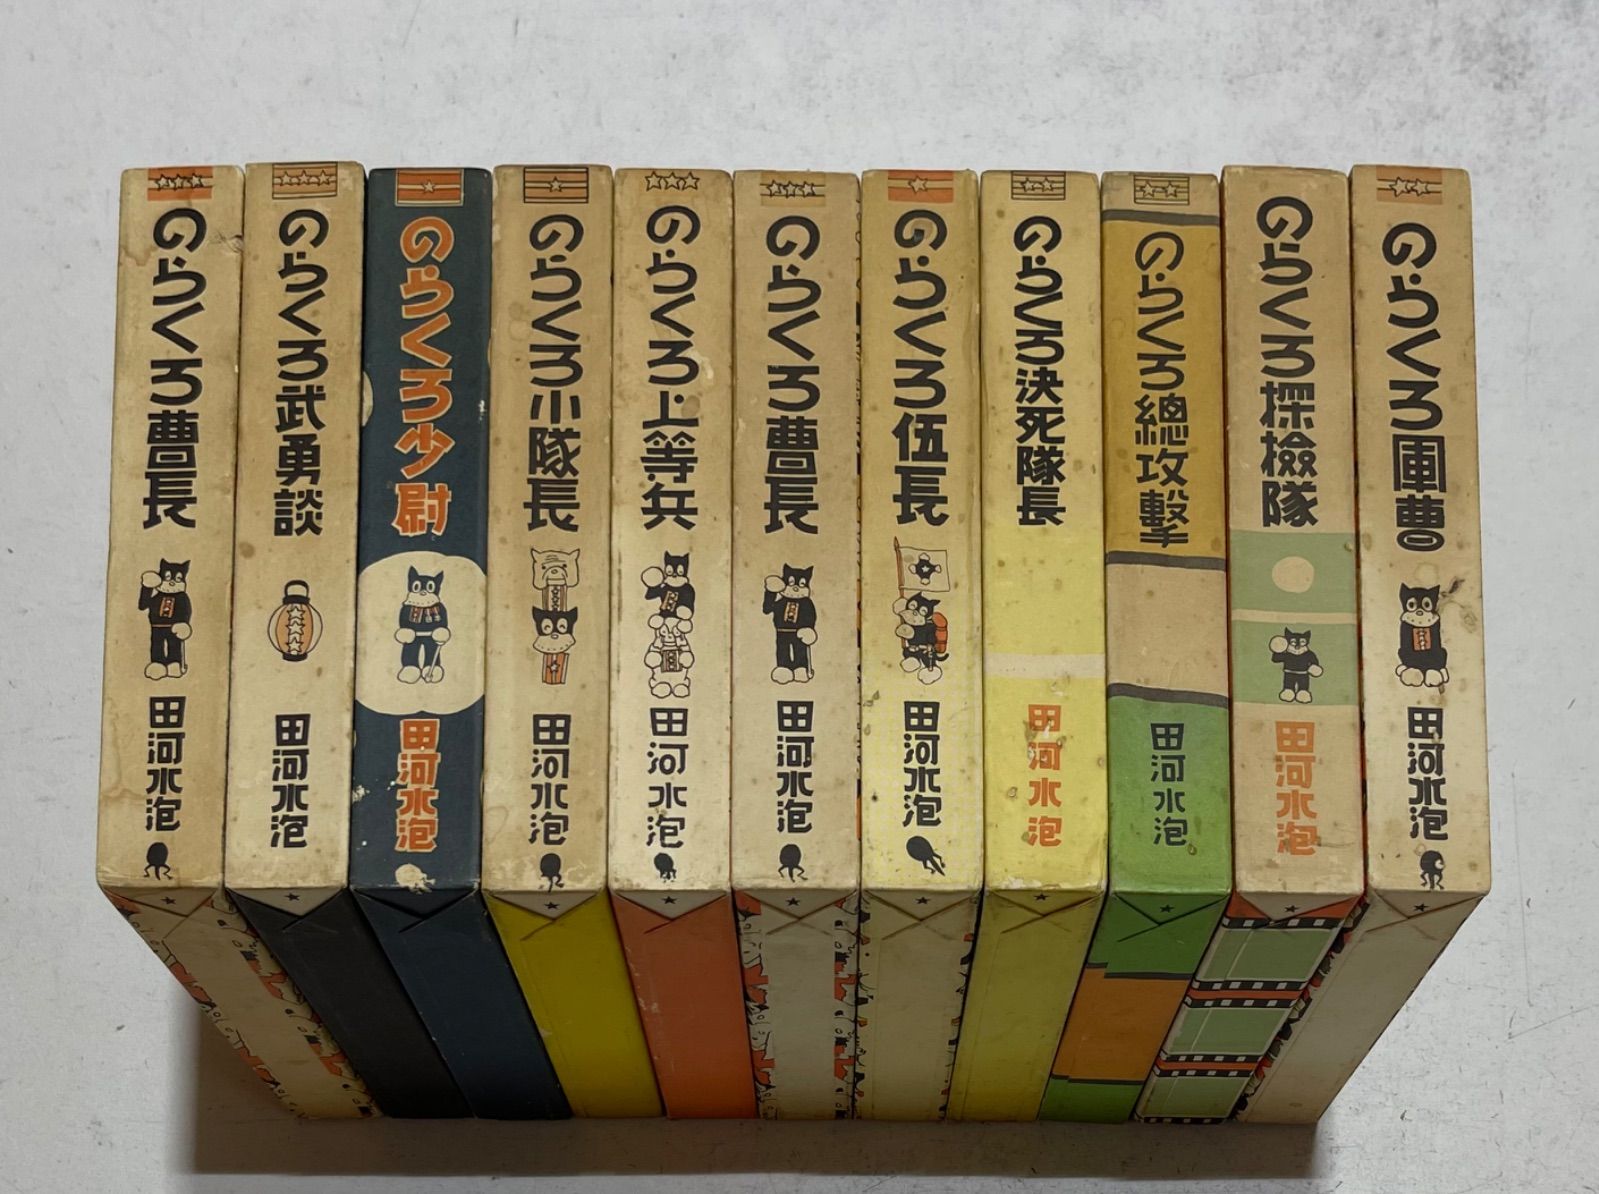 のらくろ曹長
田河水泡
のらくろ武勇談
田河水泡
のらくろ少尉
田河水泡
のらくろ小隊長
田河水泡
のらくろ上等兵
田河水泡
のらくろ曹長
田河水泡
のらくろ伍長
田河水泡
のらくろ決死隊長
田河水泡
のらくろ總攻撃
田河水泡
のらくろ探檢隊
田河水泡
のらくろ軍曹
田河水泡